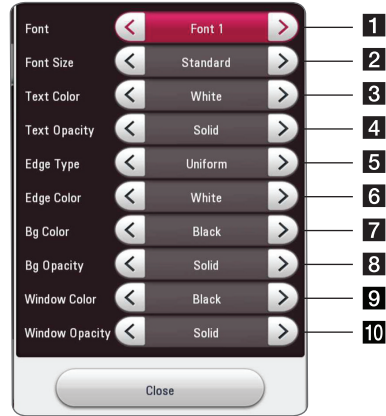 Font Font 1 1
Font Size Standard 2
Text Color White 3
Text Opacity Solid 4
Edge Type Uniform 5
Edge Color White 6
Bg Color Black 7
Bg Opacity Solid 8
Window Color Black 9
Window Opacity Solid 10
Close